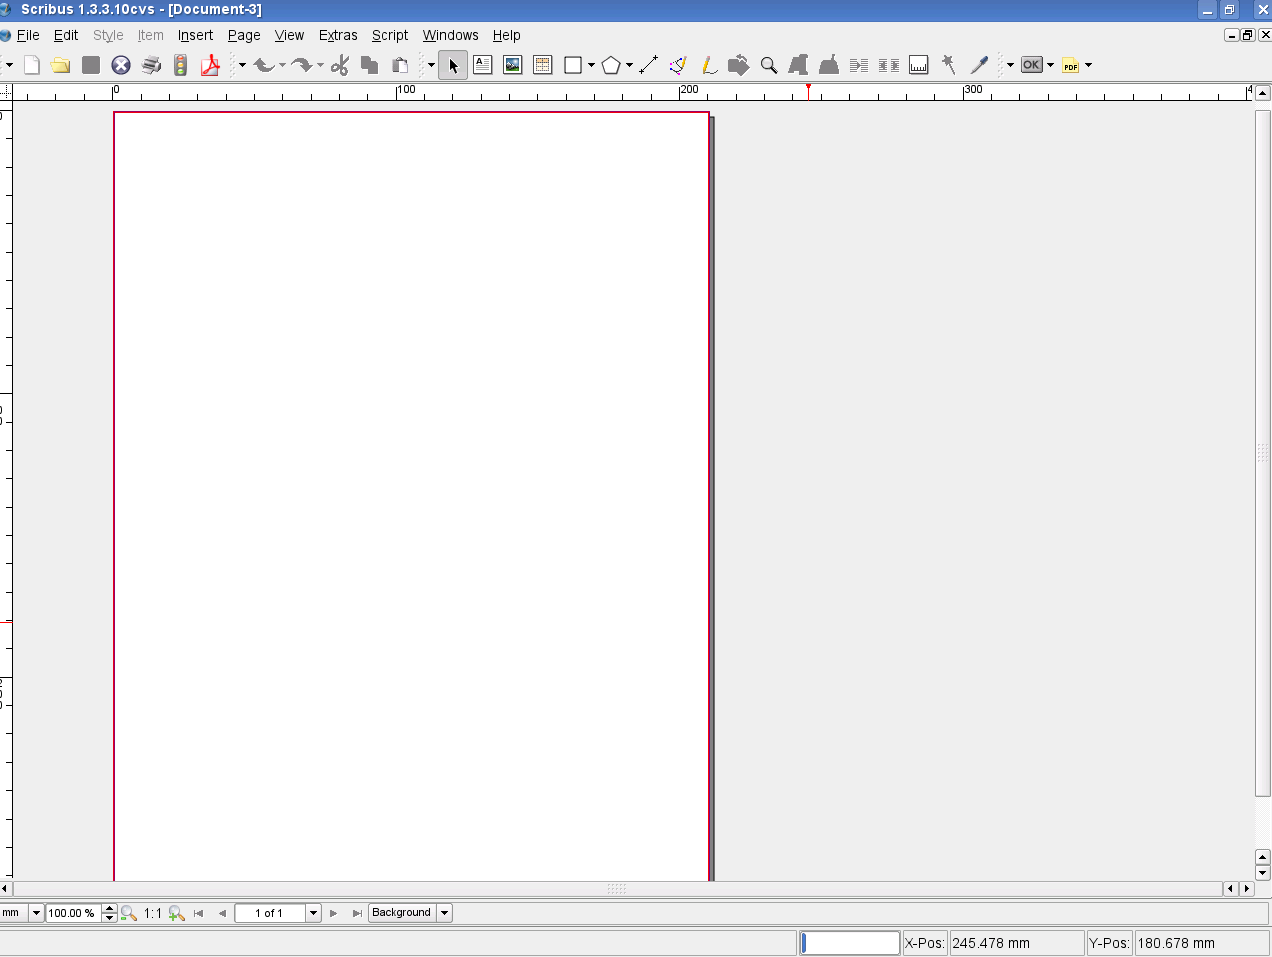 Scribus 1.3.3.10cvs - [Document-3]
File Edit Style Item Insert Page View Extras Script Windows Help
A OK PDF
0 100 200 300 4
mm 100.00 % 1:1 1 of 1 Background
X-Pos: 245.478 mm Y-Pos: 180.678 mm